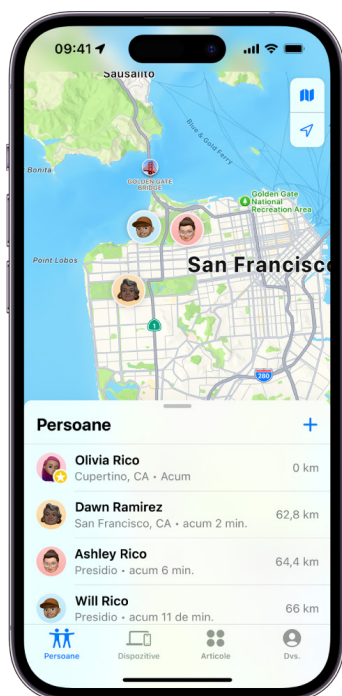 09:41
Sausalito
Blue & Gold Ferry
Bonita
GOLDEN GATE
BRIDGE
Golden Gate
National
Recreation Area
Point Lobos
San Francisco
1
280
Persoane
Olivia Rico
Cupertino, CA • Acum
0 km
Dawn Ramirez
San Francisco, CA • acum 2 min.
62,8 km
Ashley Rico
Presidio • acum 6 min.
64,4 km
Will Rico
Presidio • acum 11 de min.
66 km
Persoane
Dispozitive
Articole
Dvs.